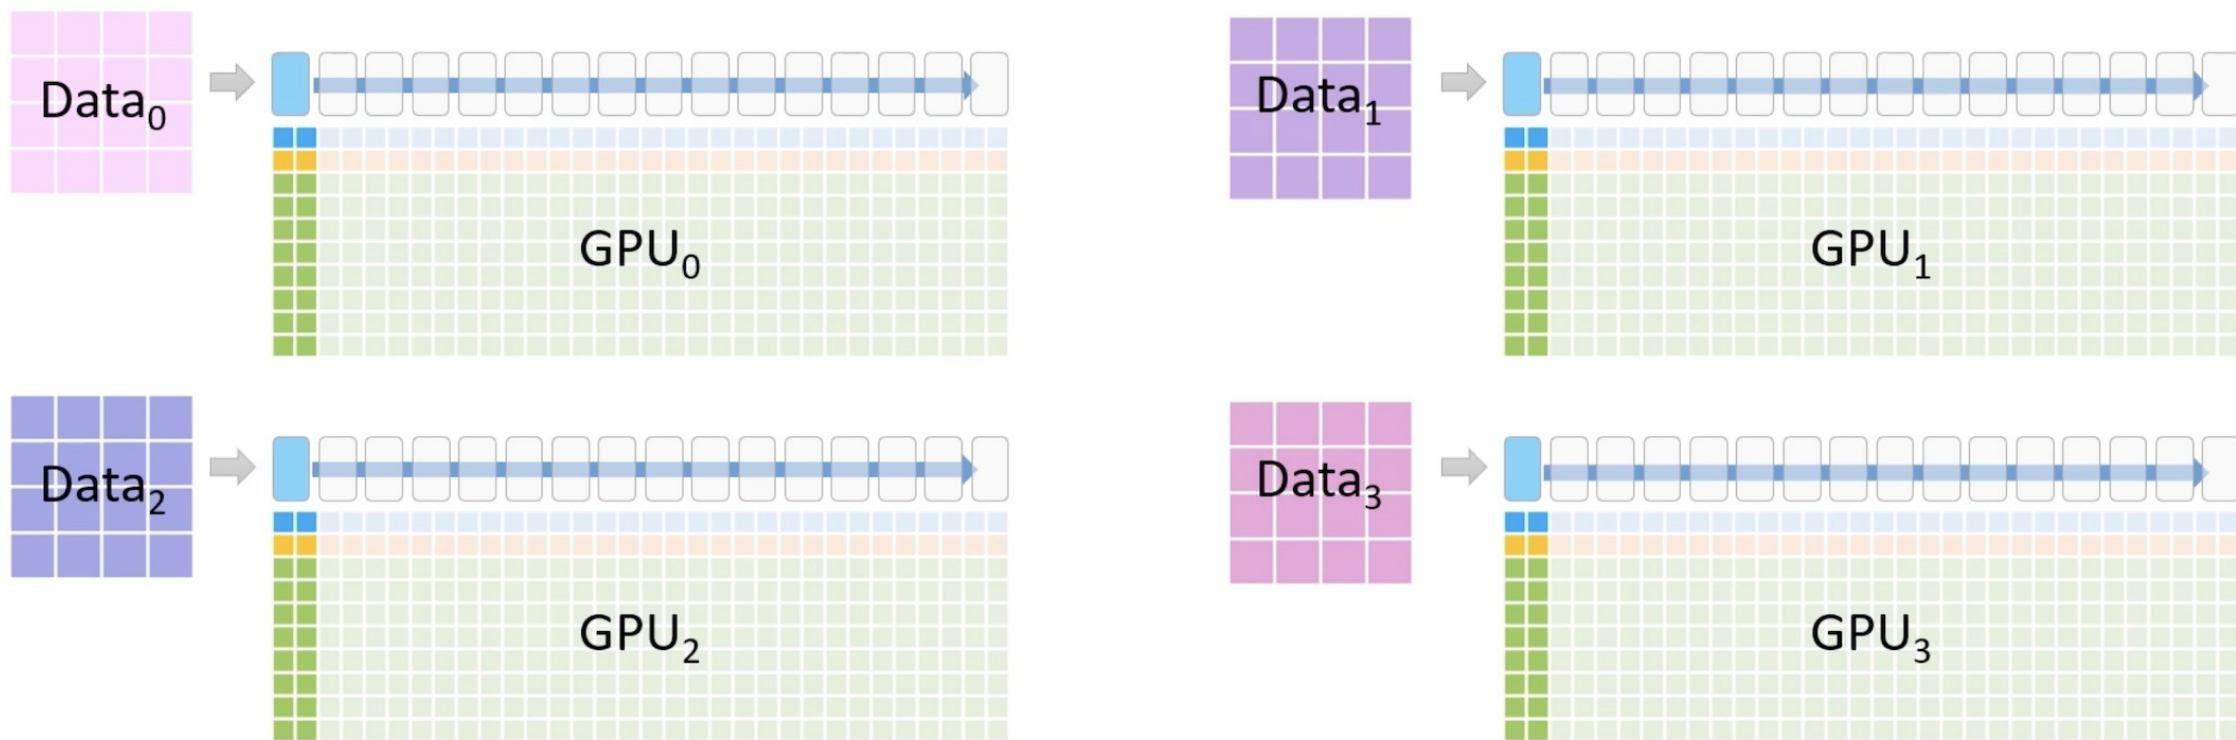 Data₀
Data₁
GPU₀
GPU₁
Data₂
Data₃
GPU₂
GPU₃